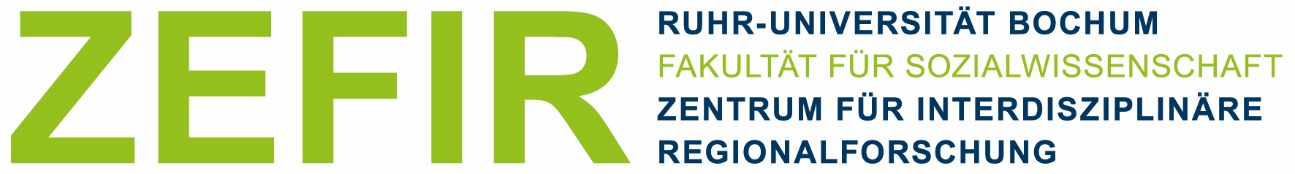 ZEFIR
RUHR-UNIVERSITÄT BOCHUM
FAKULTÄT FÜR SOZIALWISSENSCHAFT
ZENTRUM FÜR INTERDISZIPLINÄRE
REGIONALFORSCHUNG